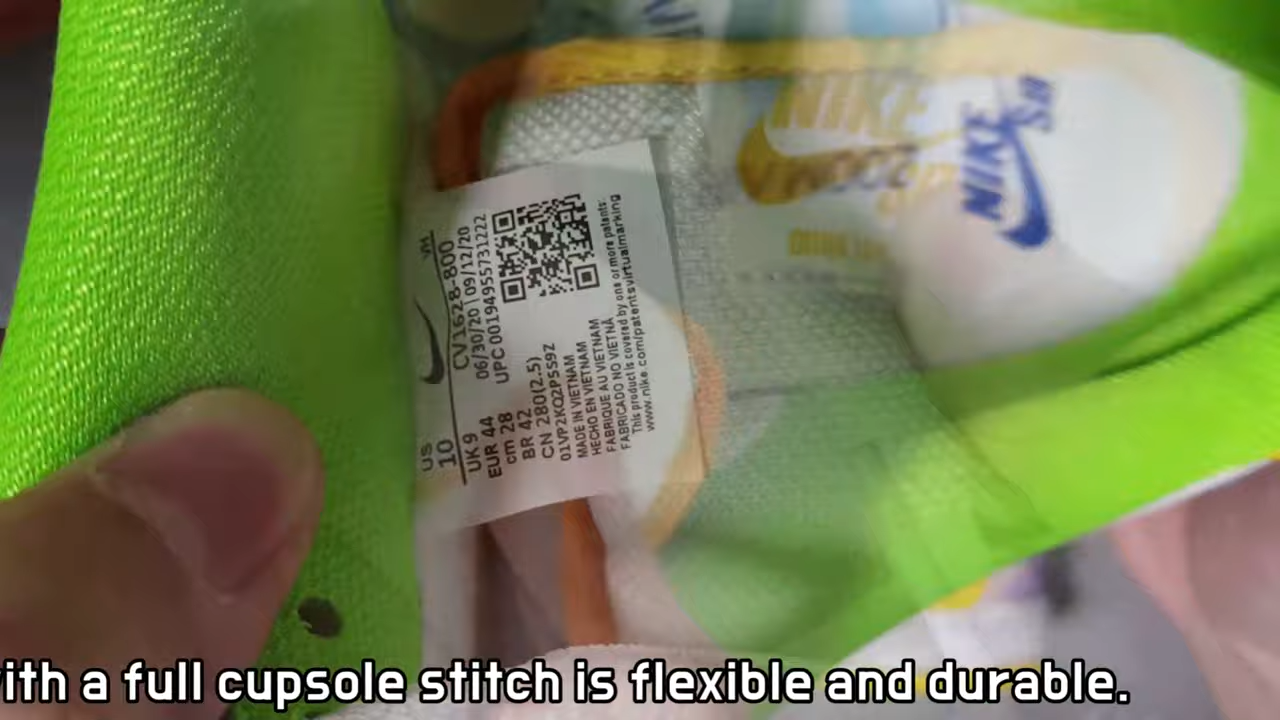 US
10
UK 9
EUR 44
cm 28
BR 42
CN 280(2.5)
CV1628-800
06/30/20 09/12/20
UPC 00194955731222
01VP2KQ2P559Z
MADE IN VIETNAM
HECHO EN VIETNAM
FABRIQUE AU VIETNAM
FABRICADO NO VIETNÃ
This product is covered by one or more patents:
www.nike.com/patentsvirtualmarking
NIKE
NIKE
SB
with a full cupsole stitch is flexible and durable.